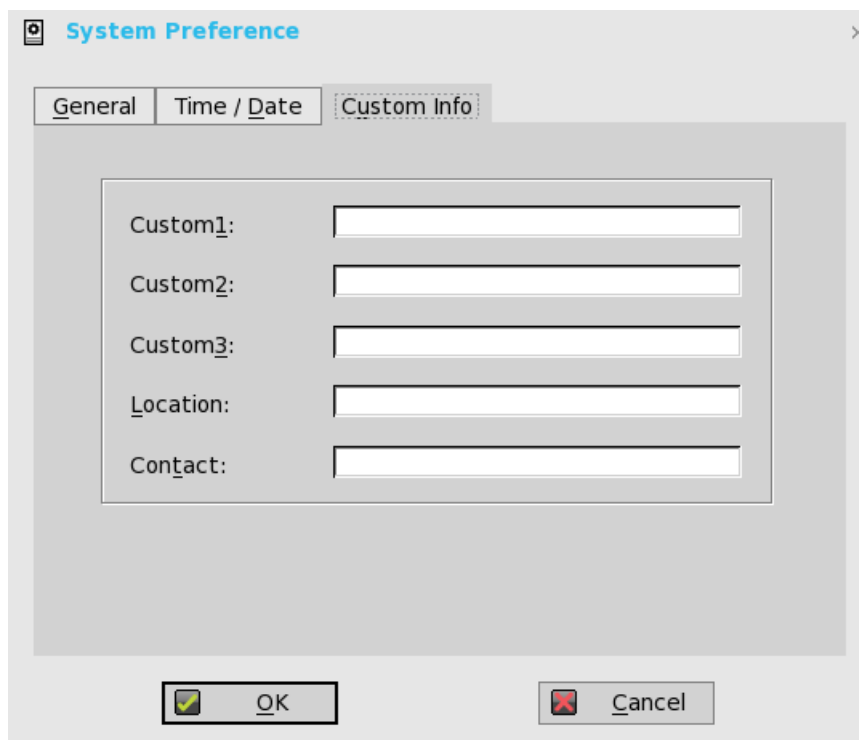 System Preference
General Time / Date Custom Info
Custom1:
Custom2:
Custom3:
Location:
Contact:
OK Cancel